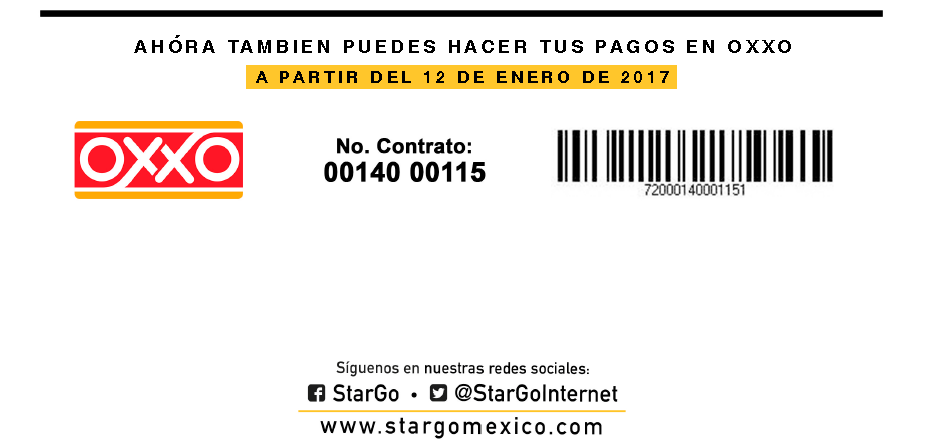 AHÓRA TAMBIEN PUEDES HACER TUS PAGOS EN OXXO
A PARTIR DEL 12 DE ENERO DE 2017
OXXO
No. Contrato:
00140 00115
72000140001151
Síguenos en nuestras redes sociales:
StarGo • @StarGoInternet
www.stargomexico.com